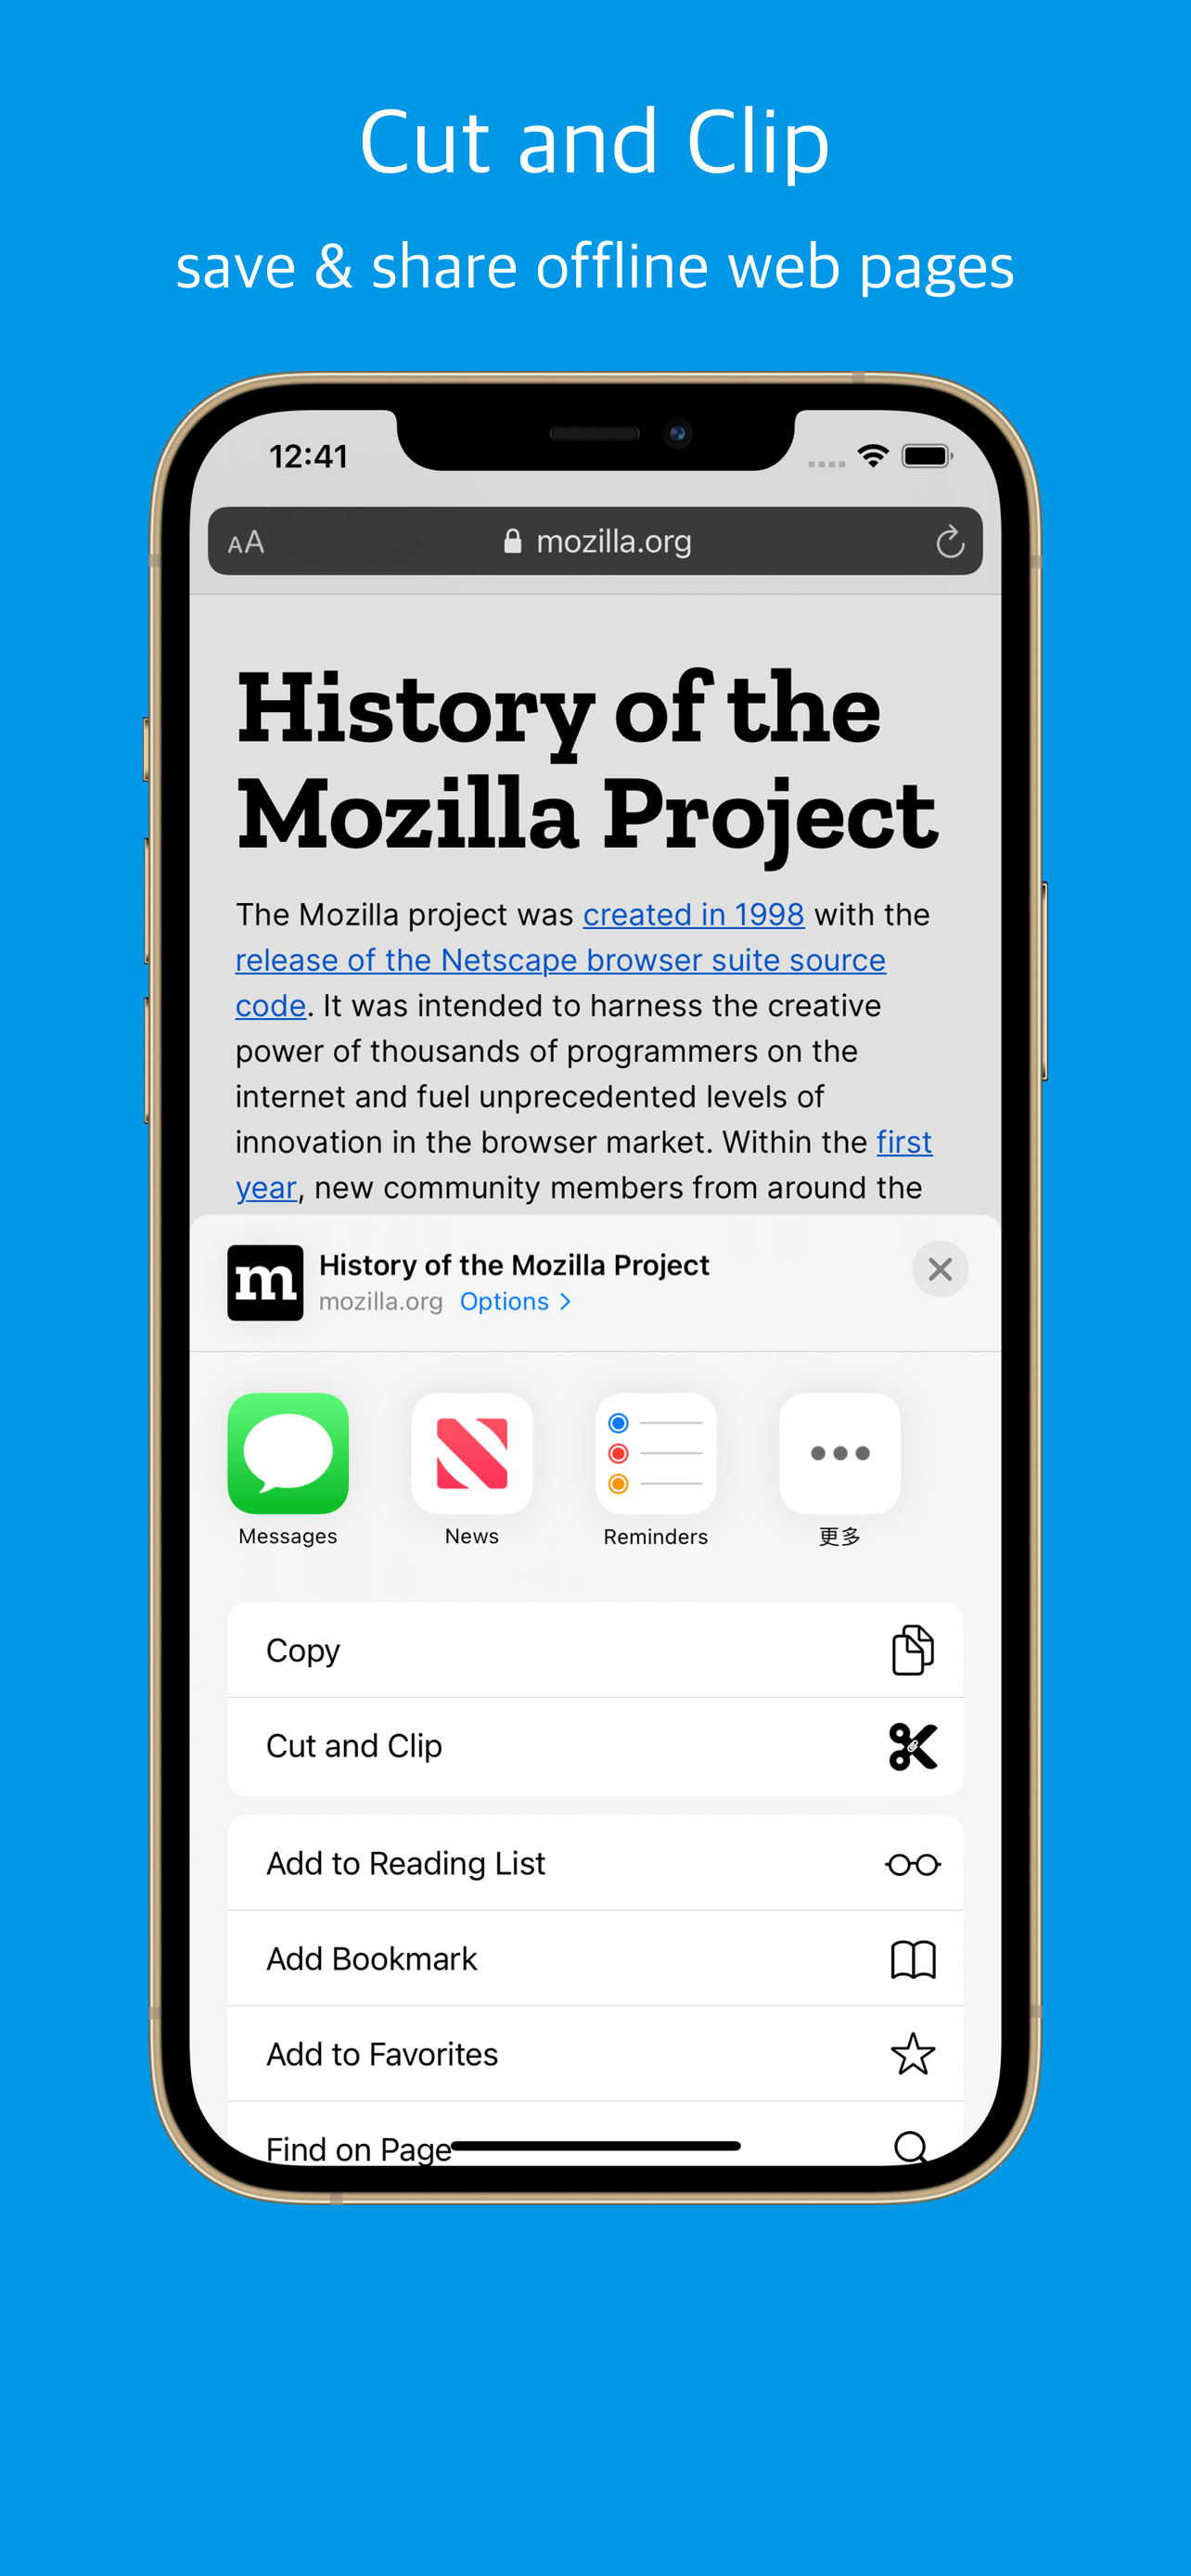 Cut and Clip
save & share offline web pages
12:41
AA
mozilla.org
History of the
Mozilla Project
The Mozilla project was created in 1998 with the
release of the Netscape browser suite source
code. It was intended to harness the creative
power of thousands of programmers on the
internet and fuel unprecedented levels of
innovation in the browser market. Within the first
year, new community members from around the
m
History of the Mozilla Project
mozilla.org Options >
Messages
News
Reminders
更多
Copy
Cut and Clip
Add to Reading List
Add Bookmark
Add to Favorites
Find on Page